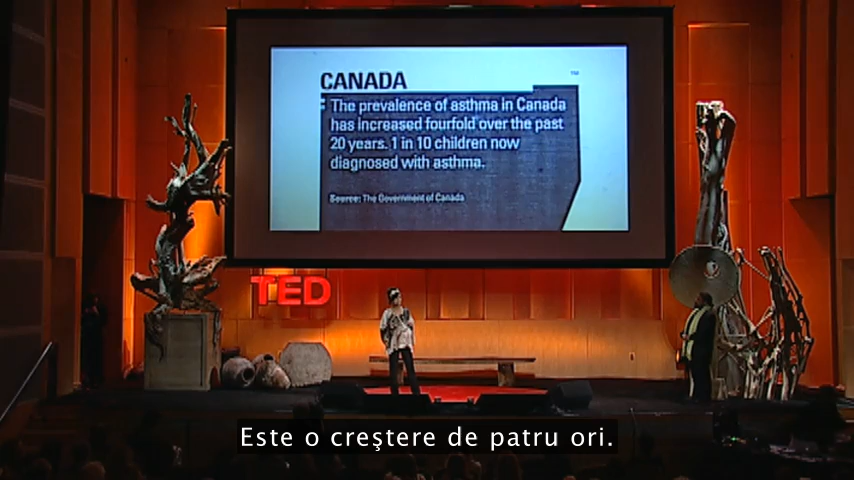 CANADA
The prevalence of asthma in Canada
has increased fourfold over the past
20 years. 1 in 10 children now
diagnosed with asthma.
Source: The Government of Canada
TED
Este o creştere de patru ori.